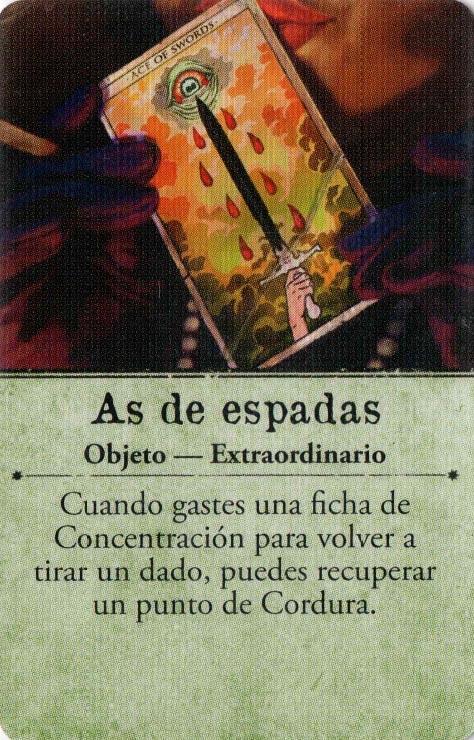 ·ACE OF SWORDS·
As de espadas
Objeto — Extraordinario
Cuando gastes una ficha de
Concentración para volver a
tirar un dado, puedes recuperar
un punto de Cordura.